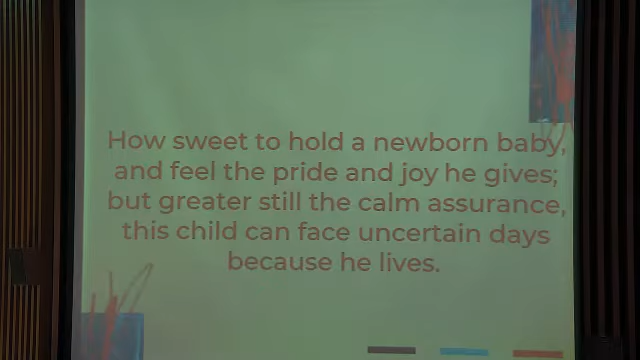 How sweet to hold a newborn baby,
and feel the pride and joy he gives;
but greater still the calm assurance,
this child can face uncertain days
because he lives.